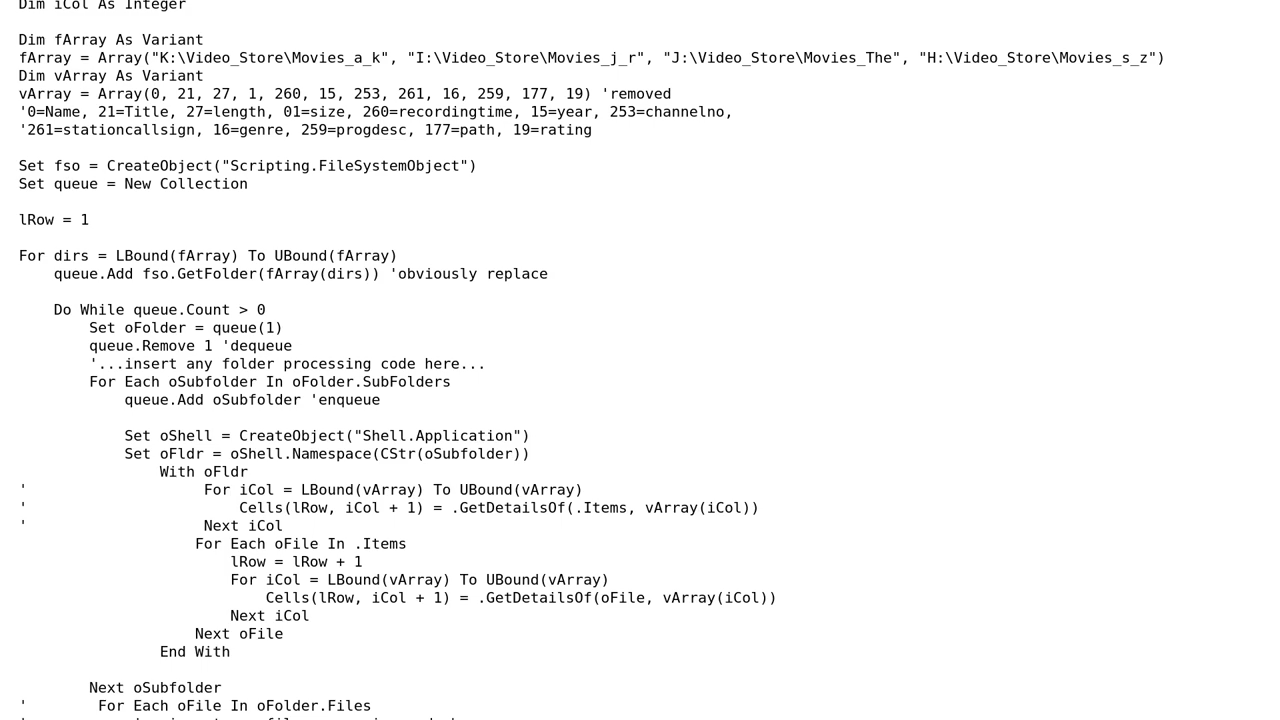 Dim iCol As Integer
Dim fArray As Variant
fArray = Array("K:\Video_Store\Movies_a_k", "I:\Video_Store\Movies_j_r", "J:\Video_Store\Movies_The", "H:\Video_Store\Movies_s_z")
Dim vArray As Variant
vArray = Array(0, 21, 27, 1, 260, 15, 253, 261, 16, 259, 177, 19) 'removed
'0=Name, 21=Title, 27=length, 01=size, 260=recordingtime, 15=year, 253=channelno,
'261=stationcallsign, 16=genre, 259=progdesc, 177=path, 19=rating
Set fso = CreateObject("Scripting.FileSystemObject")
Set queue = New Collection
lRow = 1
For dirs = LBound(fArray) To UBound(fArray)
    queue.Add fso.GetFolder(fArray(dirs)) 'obviously replace
    Do While queue.Count > 0
        Set oFolder = queue(1)
        queue.Remove 1 'dequeue
        '...insert any folder processing code here...
        For Each oSubfolder In oFolder.SubFolders
            queue.Add oSubfolder 'enqueue
            Set oShell = CreateObject("Shell.Application")
            Set oFldr = oShell.Namespace(CStr(oSubfolder))
                With oFldr
'                    For iCol = LBound(vArray) To UBound(vArray)
'                        Cells(lRow, iCol + 1) = .GetDetailsOf(.Items, vArray(iCol))
'                    Next iCol
                    For Each oFile In .Items
                        lRow = lRow + 1
                        For iCol = LBound(vArray) To UBound(vArray)
                            Cells(lRow, iCol + 1) = .GetDetailsOf(oFile, vArray(iCol))
                        Next iCol
                    Next oFile
                End With
        Next oSubfolder
'        For Each oFile In oFolder.Files